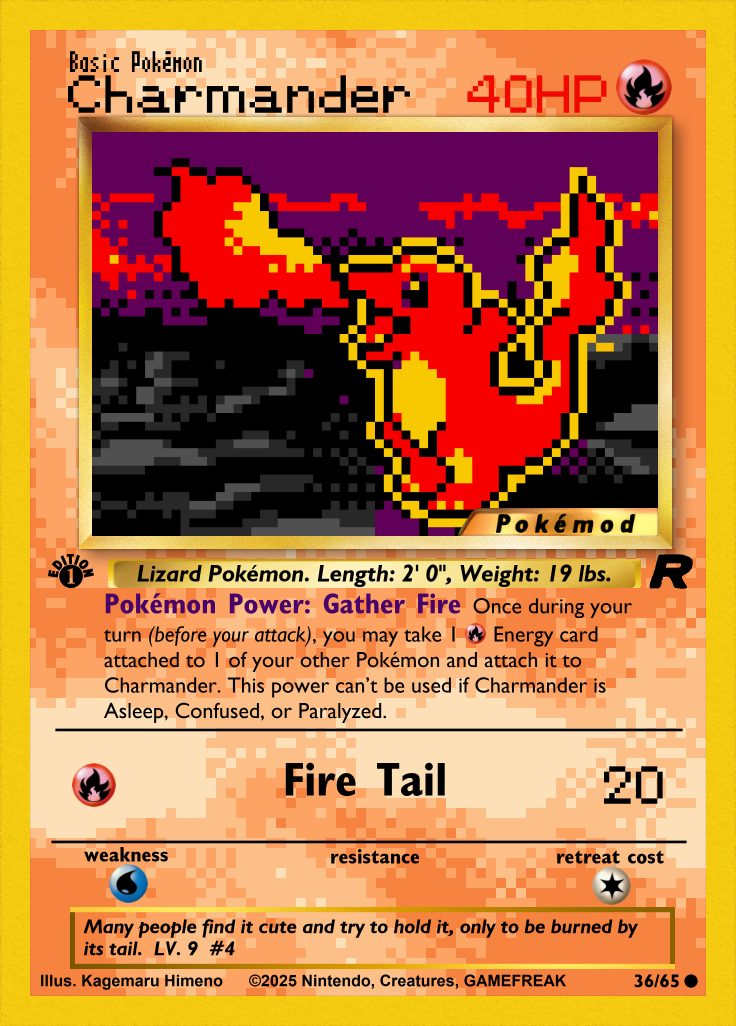 Basic Pokémon
Charmander 40HP
Pokémod
EDITION
1
Lizard Pokémon. Length: 2' 0", Weight: 19 lbs.
R
Pokémon Power: Gather Fire Once during your
turn (before your attack), you may take 1 Energy card
attached to 1 of your other Pokémon and attach it to
Charmander. This power can't be used if Charmander is
Asleep, Confused, or Paralyzed.
Fire Tail 20
weakness resistance retreat cost
Many people find it cute and try to hold it, only to be burned by
its tail. LV. 9 #4
Illus. Kagemaru Himeno ©2025 Nintendo, Creatures, GAMEFREAK 36/65